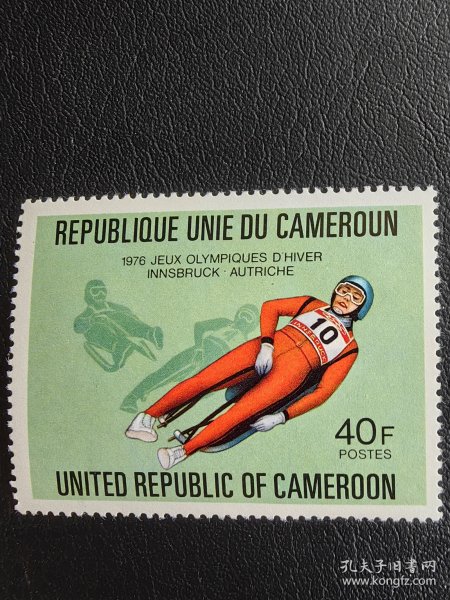 REPUBLIQUE UNIE DU CAMEROUN
1976 JEUX OLYMPIQUES D'HIVER
INNSBRUCK · AUTRICHE
10
40F
POSTES
UNITED REPUBLIC OF CAMEROON
孔夫子旧书网
www.kongfz.com